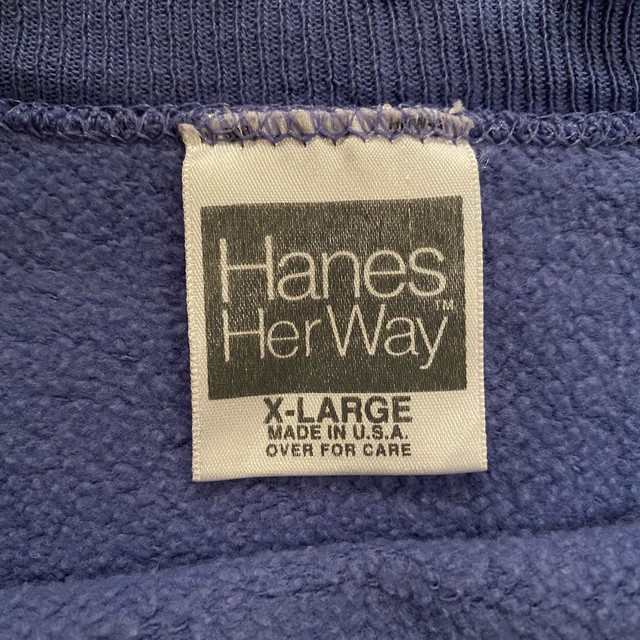 Hanes
Her Way™
X-LARGE
MADE IN U.S.A.
OVER FOR CARE